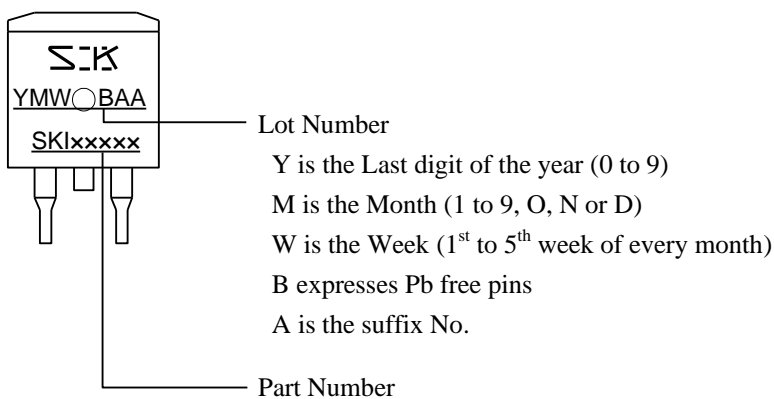 SK
YMW○BAA
SKI×××××
Lot Number
Y is the Last digit of the year (0 to 9)
M is the Month (1 to 9, O, N or D)
W is the Week (1st to 5th week of every month)
B expresses Pb free pins
A is the suffix No.
Part Number